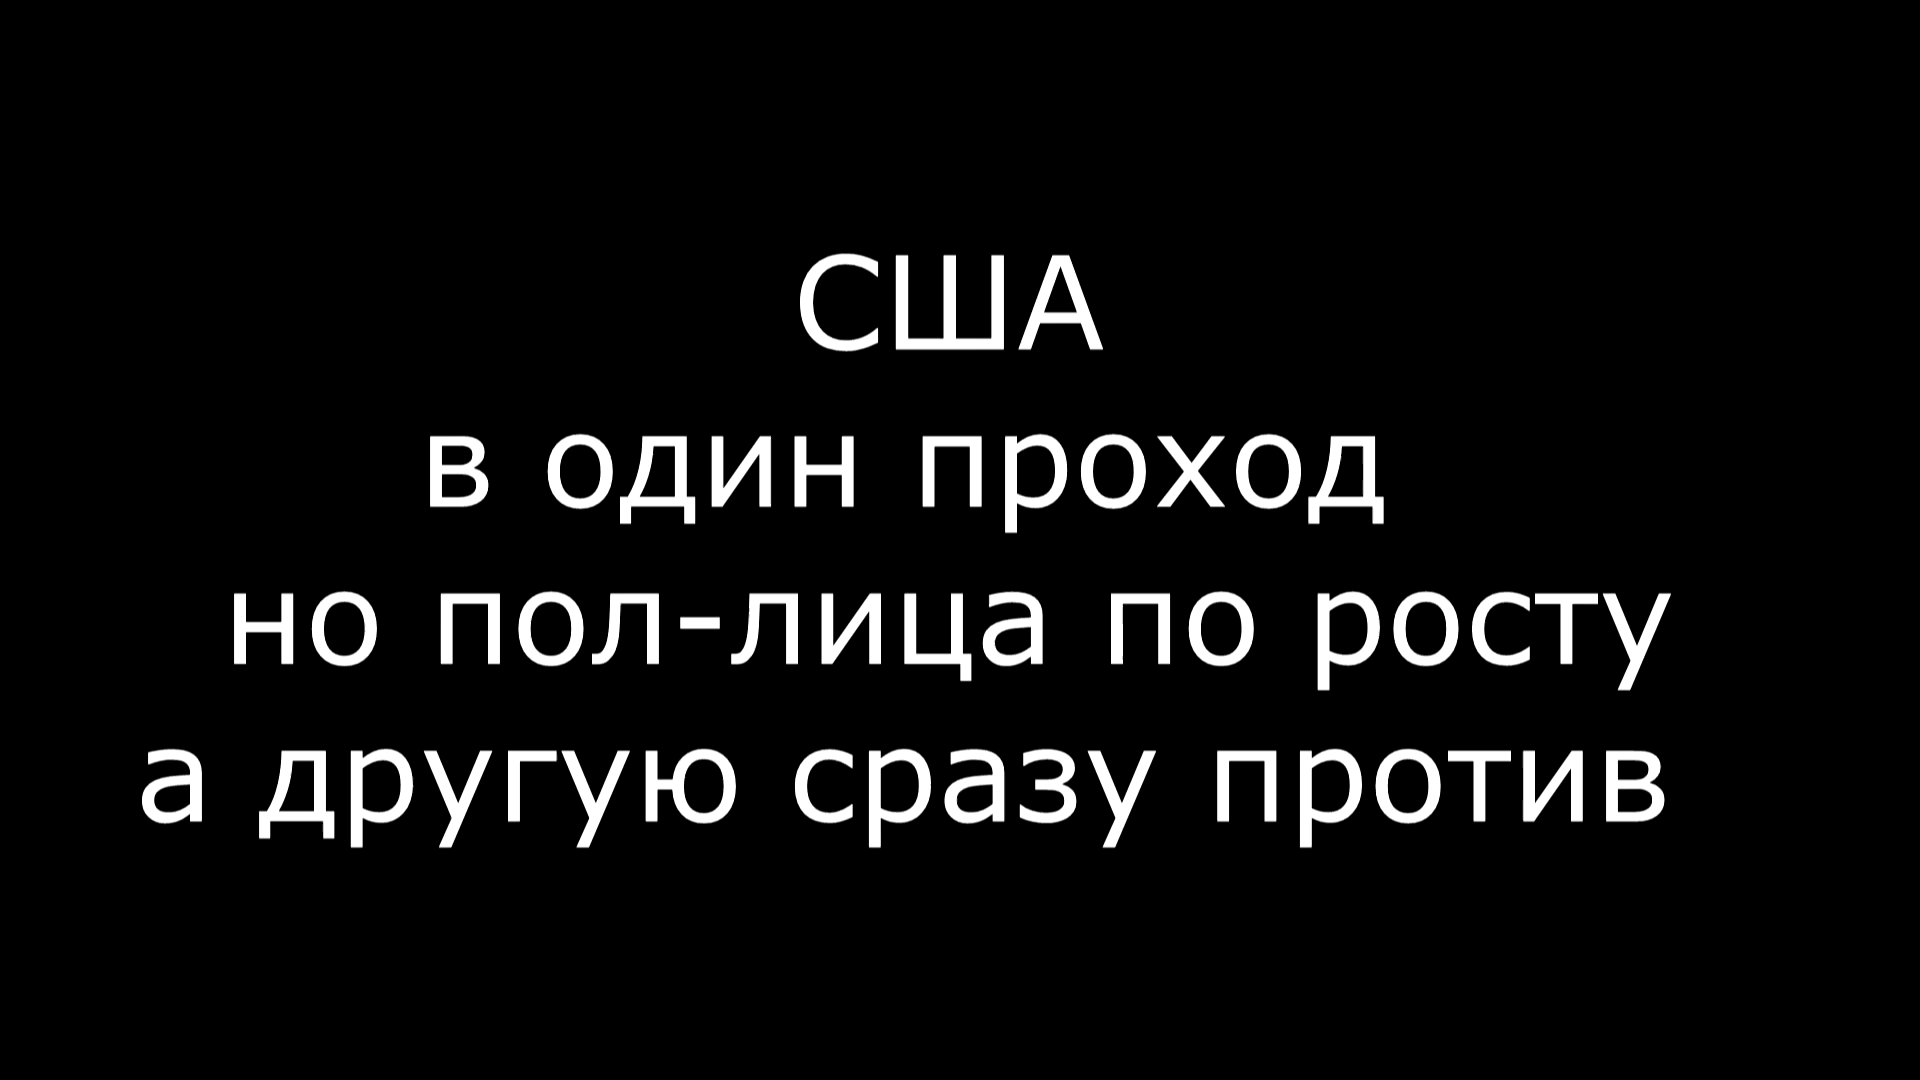 США
в один проход
но пол-лица по росту
а другую сразу против